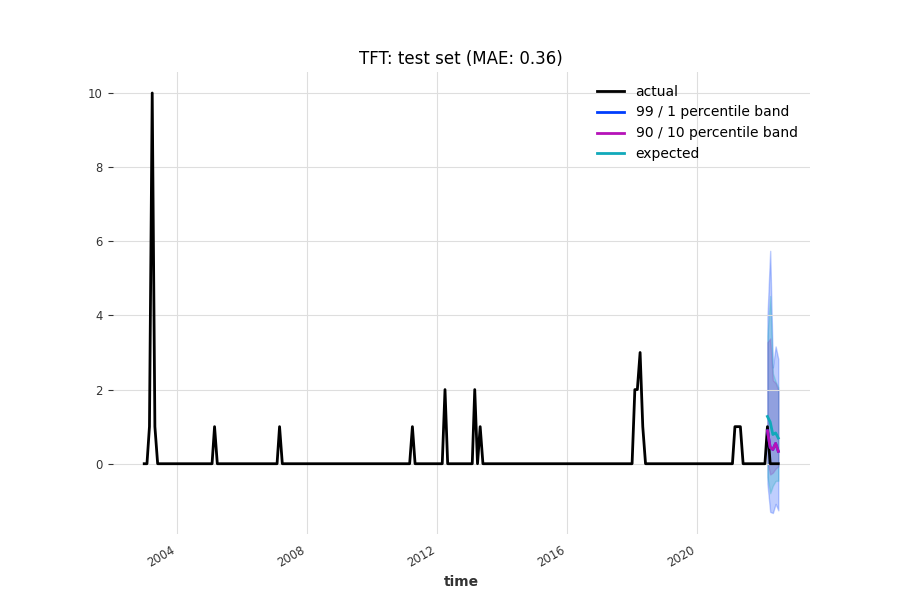 TFT: test set (MAE: 0.36)
actual
99 / 1 percentile band
90 / 10 percentile band
expected
10
8
6
4
2
0
2004
2008
2012
2016
2020
time